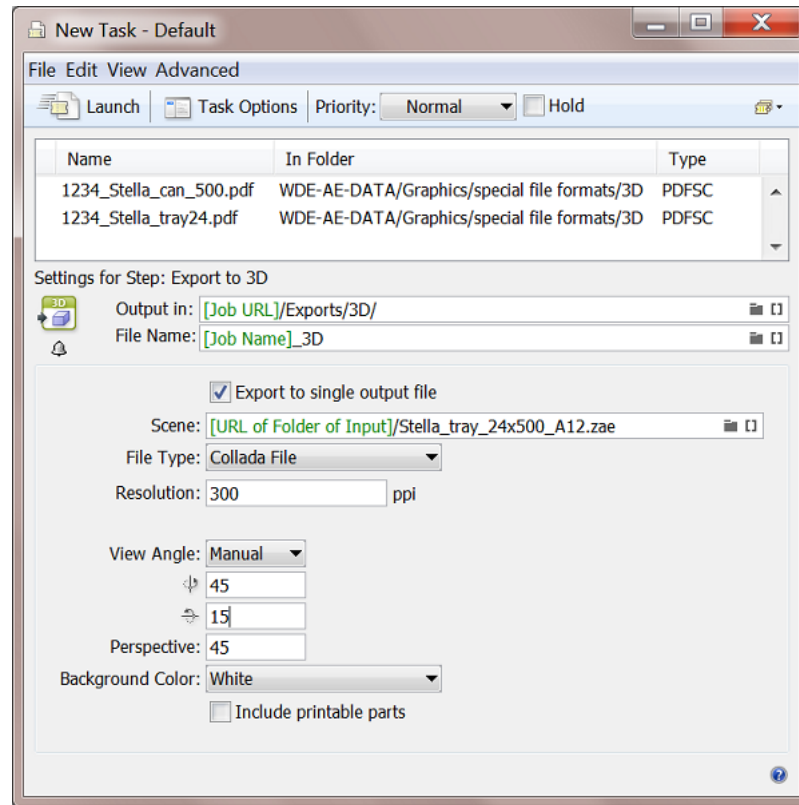 New Task - Default
File Edit View Advanced
Launch Task Options Priority: Normal Hold
Name In Folder Type
1234_Stella_can_500.pdf WDE-AE-DATA/Graphics/special file formats/3D PDFSC
1234_Stella_tray24.pdf WDE-AE-DATA/Graphics/special file formats/3D PDFSC
Settings for Step: Export to 3D
3D
Output in: [Job URL]/Exports/3D/
File Name: [Job Name]_3D
Export to single output file
Scene: [URL of Folder of Input]/Stella_tray_24x500_A12.zae
File Type: Collada File
Resolution: 300 ppi
View Angle: Manual
45
15
Perspective: 45
Background Color: White
Include printable parts